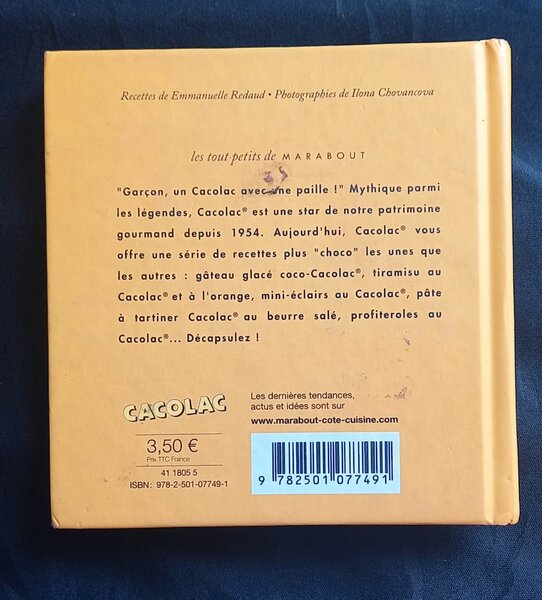 Recettes de Emmanuelle Redaud • Photographies de Ilona Chovancova
les tout-petits de MARABOUT
"Garçon, un Cacolac avec une paille !" Mythique parmi
les légendes, Cacolac® est une star de notre patrimoine
gourmand depuis 1954. Aujourd'hui, Cacolac® vous
offre une série de recettes plus "choco" les unes que
les autres : gâteau glacé coco-Cacolac®, tiramisu au
Cacolac® et à l'orange, mini-éclairs au Cacolac®, pâte
à tartiner Cacolac® au beurre salé, profiteroles au
Cacolac®... Décapsulez !
CACOLAC
Les dernières tendances,
actus et idées sont sur
www.marabout-cote-cuisine.com
3,50 €
Prix TTC France
41 1805 5
ISBN: 978-2-501-07749-1
9 782501 077491